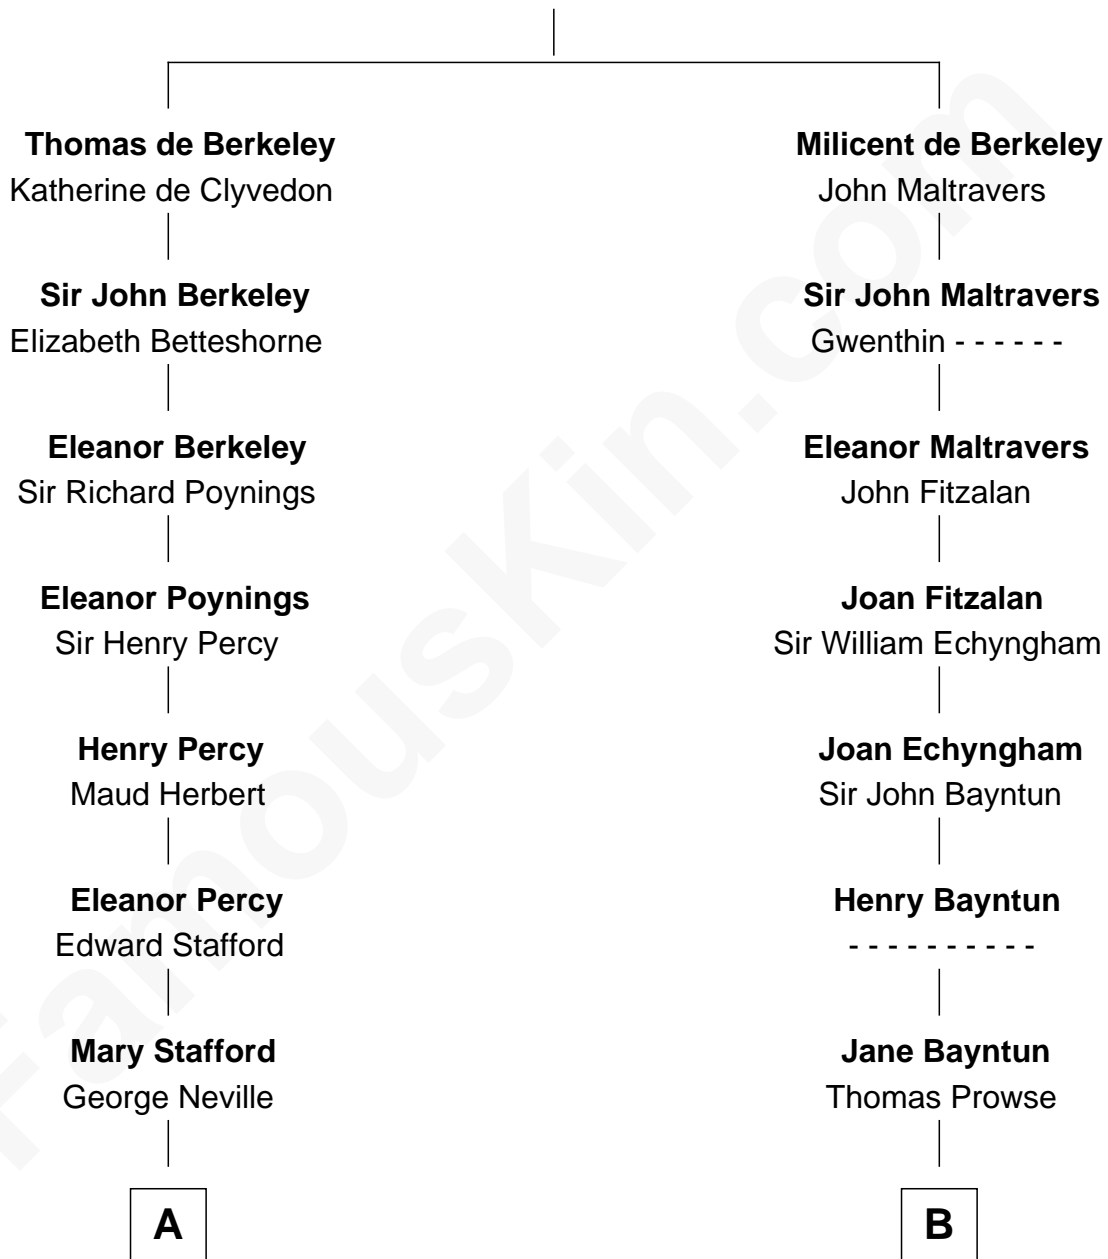 Thomas de Berkeley
Katherine de Clyvedon
Sir John Berkeley
Elizabeth Betteshorne
Eleanor Berkeley
Sir Richard Poynings
Eleanor Poynings
Sir Henry Percy
Henry Percy
Maud Herbert
Eleanor Percy
Edward Stafford
Mary Stafford
George Neville
A
Milicent de Berkeley
John Maltravers
Sir John Maltravers
Gwenthin - - - - - -
Eleanor Maltravers
John Fitzalan
Joan Fitzalan
Sir William Echyngham
Joan Echyngham
Sir John Bayntun
Henry Bayntun
- - - - - - - - - -
Jane Bayntun
Thomas Prowse
B
FamousKin.com